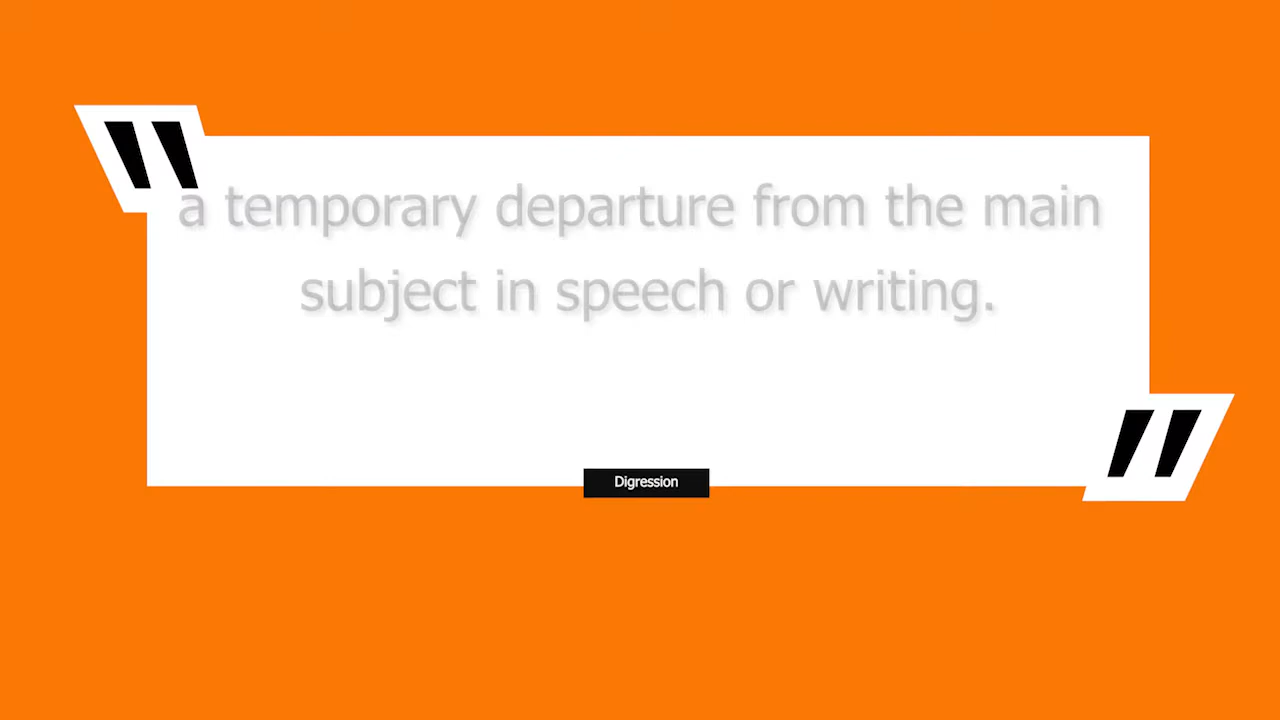 a temporary departure from the main
subject in speech or writing.
Digression